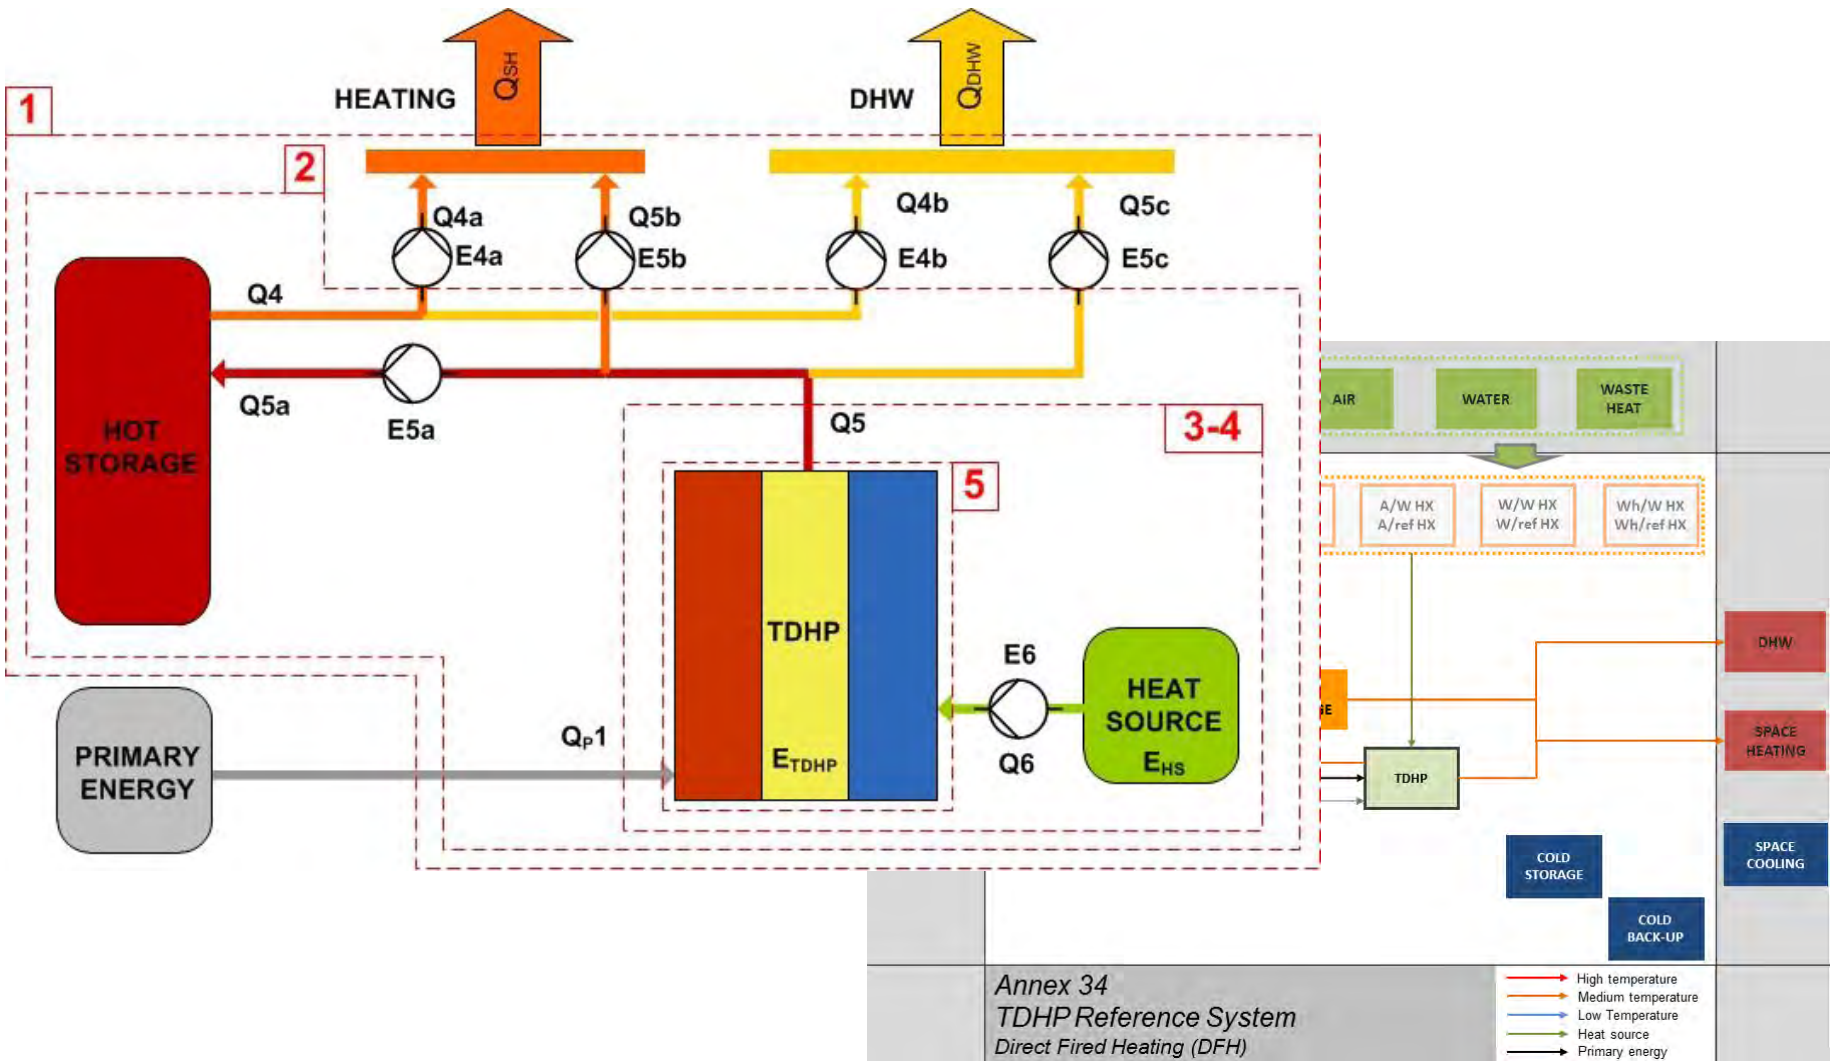 QSH
QDHW
HEATING
DHW
1
2
Q4a
Q5b
Q4b
Q5c
E4a
E5b
E4b
E5c
Q4
Q5a
E5a
Q5
HOT
STORAGE
3-4
5
TDHP
ETDHP
E6
Q6
HEAT
SOURCE
EHS
PRIMARY
ENERGY
QP1
AIR
WATER
WASTE
HEAT
A/W HX
A/ref HX
W/W HX
W/ref HX
Wh/W HX
Wh/ref HX
DHW
SPACE
HEATING
TDHP
SPACE
COOLING
COLD
STORAGE
COLD
BACK-UP
Annex 34
TDHP Reference System
Direct Fired Heating (DFH)
High temperature
Medium temperature
Low Temperature
Heat source
Primary energy